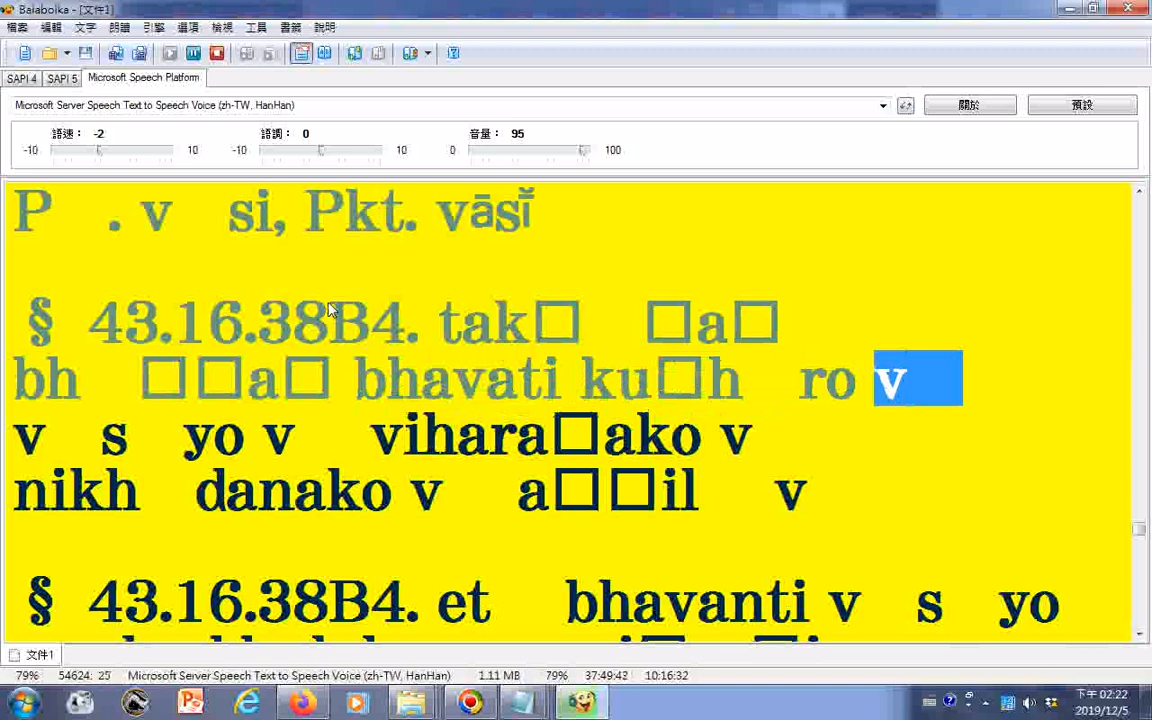 Balabolka - [文件1]
檔案 編輯 文字 朗讀 引擎 選項 檢視 工具 書籤 說明
SAPI 4 SAPI 5 Microsoft Speech Platform
Microsoft Server Speech Text to Speech Voice (zh-TW, HanHan) 關於 預設
語速： -2 語調： 0 音量： 95
-10 10 -10 10 0 100
P . v si, Pkt. vāsī̆
§ 43.16.38B4. tak□ □a□
bh □□a□ bhavati ku□h ro v
v s yo v vihara□ako v
nikh danako v a□□il v
§ 43.16.38B4. et bhavanti v s yo
文件1
79% 54624: 25 Microsoft Server Speech Text to Speech Voice (zh-TW, HanHan) 1.11 MB 79% 37:49:42 10:16:32
下午 02:22
2019/12/5